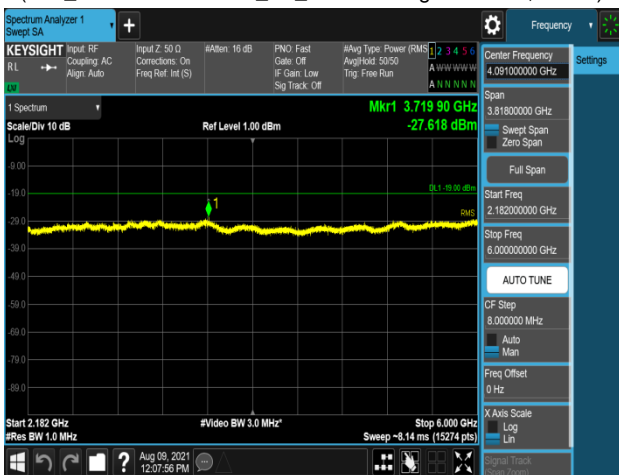 Spectrum Analyzer 1
Swept SA
Frequency
KEYSIGHT
RL
Input: RF
Coupling: AC
Align: Auto
Input Z: 50 Ω
Corrections: On
Freq Ref: Int (S)
#Atten: 16 dB
PNO: Fast
Gate: Off
IF Gain: Low
Sig Track: Off
#Avg Type: Power (RMS
Avg|Hold: 50/50
Trig: Free Run
1 2 3 4 5 6
A W W W W W
A N N N N N
Settings
Center Frequency
4.091000000 GHz
Span
3.81800000 GHz
Swept Span
Zero Span
Full Span
Start Freq
2.182000000 GHz
Stop Freq
6.000000000 GHz
AUTO TUNE
CF Step
8.000000 MHz
Auto
Man
Freq Offset
0 Hz
X Axis Scale
Log
Lin
Signal Track
(Span Zoom)
1 Spectrum
Scale/Div 10 dB
Ref Level 1.00 dBm
Mkr1 3.719 90 GHz
-27.618 dBm
Log
-9.00
-19.0
DL1 -19.00 dBm
1
RMS
-29.0
-39.0
-49.0
-59.0
-69.0
-79.0
-89.0
Start 2.182 GHz
#Video BW 3.0 MHz*
Stop 6.000 GHz
#Res BW 1.0 MHz
Sweep ~8.14 ms (15274 pts)
Aug 09, 2021
12:07:56 PM